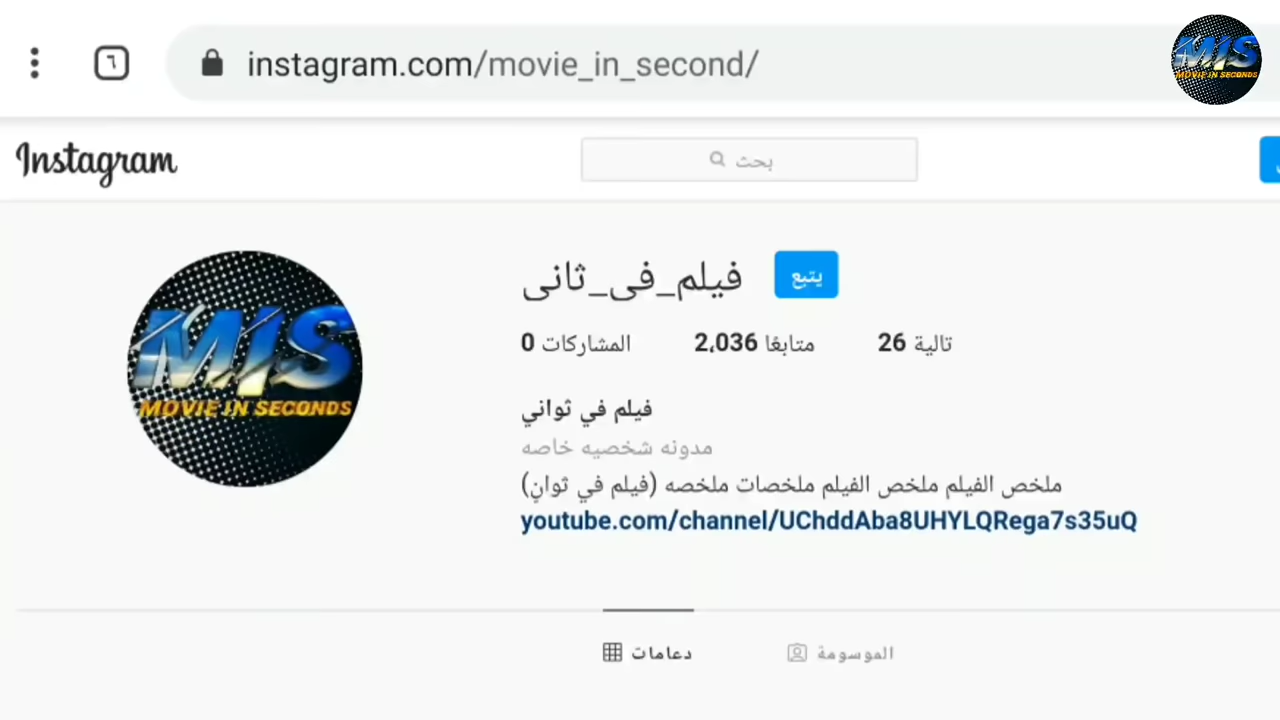 ٦
instagram.com/movie_in_second/
MIS
MOVIE IN SECONDS
Instagram
بحث
MIS
MOVIE IN SECONDS
فيلم_فى_ثانى
يتبع
0 المشاركات
2,036 متابعًا
26 تالية
فيلم في ثواني
مدونه شخصيه خاصه
ملخص الفيلم ملخص الفيلم ملخصات ملخصه (فيلم في ثوانٍ)
youtube.com/channel/UChddAba8UHYLQRega7s35uQ
دعامات
الموسومة